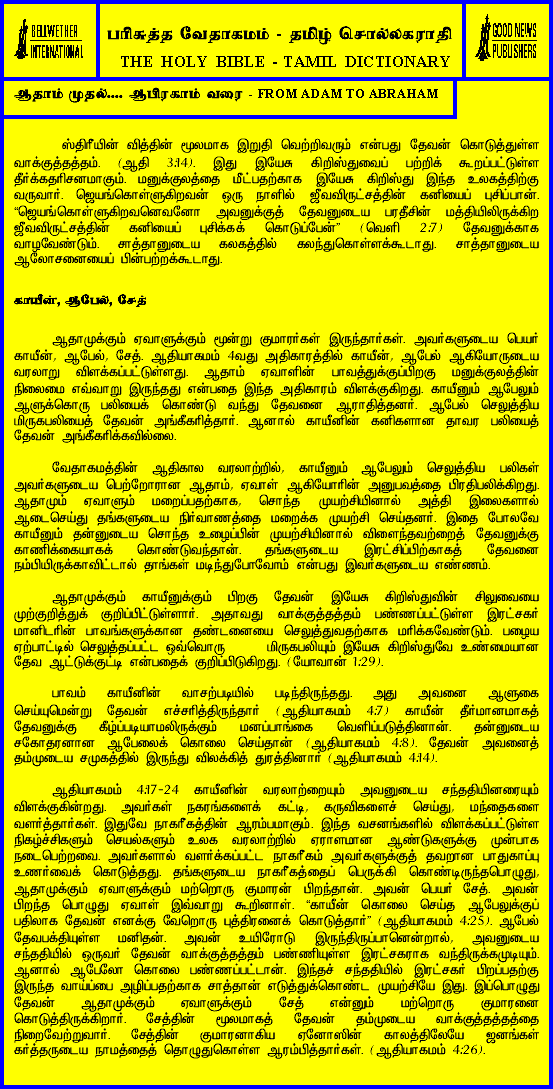 BELLWETHER
INTERNATIONAL
பரிசுத்த வேதாகமம் - தமிழ் சொல்லகராதி
THE HOLY BIBLE - TAMIL DICTIONARY
GOOD NEWS
PUBLISHERS
ஆதாம் முதல்.... ஆபிரகாம் வரை - FROM ADAM TO ABRAHAM
ஸ்திரீயின் வித்தின் மூலமாக இறுதி வெற்றிவரும் என்பது தேவன் கொடுத்துள்ள
வாக்குத்தத்தம். (ஆதி 3:14). இது இயேசு கிறிஸ்துவைப் பற்றிக் கூறப்பட்டுள்ள
தீர்க்கதரிசனமாகும். மனுக்குலத்தை மீட்பதற்காக இயேசு கிறிஸ்து இந்த உலகத்திற்கு
வருவார். ஜெயங்கொள்ளுகிறவன் ஒரு நாளில் ஜீவவிருட்சத்தின் கனியைப் புசிப்பான்.
“ஜெயங்கொள்ளுகிறவனெவனோ அவனுக்குத் தேவனுடைய பரதீசின் மத்தியிலிருக்கிற
ஜீவவிருட்சத்தின் கனியைப் புசிக்கக் கொடுப்பேன்” (வெளி 2:7) தேவனுக்காக
வாழவேண்டும். சாத்தானுடைய கலகத்தில் கலந்துகொள்ளக்கூடாது. சாத்தானுடைய
ஆலோசனையைப் பின்பற்றக்கூடாது.
காயீன், ஆபேல், சேத்
ஆதாமுக்கும் ஏவாளுக்கும் மூன்று குமாரர்கள் இருந்தார்கள். அவர்களுடைய பெயர்
காயீன், ஆபேல், சேத். ஆதியாகமம் 4வது அதிகாரத்தில் காயீன், ஆபேல் ஆகியோருடைய
வரலாறு விளக்கப்பட்டுள்ளது. ஆதாம் ஏவாளின் பாவத்துக்குப்பிறகு மனுக்குலத்தின்
நிலைமை எவ்வாறு இருந்தது என்பதை இந்த அதிகாரம் விளக்குகிறது. காயீனும் ஆபேலும்
ஆளுக்கொரு பலியைக் கொண்டு வந்து தேவனை ஆராதித்தனர். ஆபேல் செலுத்திய
மிருகபலியைத் தேவன் அங்கீகரித்தார். ஆனால் காயீனின் கனிகளான தாவர பலியைத்
தேவன் அங்கீகரிக்கவில்லை.
வேதாகமத்தின் ஆதிகால வரலாற்றில், காயீனும் ஆபேலும் செலுத்திய பலிகள்
அவர்களுடைய பெற்றோரான ஆதாம், ஏவாள் ஆகியோரின் அனுபவத்தை பிரதிபலிக்கிறது.
ஆதாமும் ஏவாளும் மறைப்பதற்காக, சொந்த முயற்சியினால் அத்தி இலைகளால்
ஆடைசெய்து தங்களுடைய நிர்வாணத்தை மறைக்க முயற்சி செய்தனர். இதை போலவே
காயீனும் தன்னுடைய சொந்த உழைப்பின் முயற்சியினால் விளைந்தவற்றைத் தேவனுக்கு
காணிக்கையாகக் கொண்டுவந்தான். தங்களுடைய இரட்சிப்பிற்காகத் தேவனை
நம்பியிருக்காவிட்டால் தாங்கள் மடிந்துபோவோம் என்பது இவர்களுடைய எண்ணம்.
ஆதாமுக்கும் காயீனுக்கும் பிறகு தேவன் இயேசு கிறிஸ்துவின் சிலுவையை
முற்குறித்துக் குறிப்பிட்டுள்ளார். அதாவது வாக்குத்தத்தம் பண்ணப்பட்டுள்ள இரட்சகர்
மானிடரின் பாவங்களுக்கான தண்டனையை செலுத்துவதற்காக மரிக்கவேண்டும். பழைய
ஏற்பாட்டில் செலுத்தப்பட்ட ஒவ்வொரு மிருகபலியும் இயேசு கிறிஸ்துவே உண்மையான
தேவ ஆட்டுக்குட்டி என்பதைக் குறிப்பிடுகிறது. (யோவான் 1:29).
பாவம் காயீனின் வாசற்படியில் படிந்திருந்தது. அது அவனை ஆளுகை
செய்யுமென்று தேவன் எச்சரித்திருந்தார் (ஆதியாகமம் 4:7) காயீன் தீர்மானமாகத்
தேவனுக்கு கீழ்ப்படியாமலிருக்கும் மனப்பாங்கை வெளிப்படுத்தினான். தன்னுடைய
சகோதரனான ஆபேலைக் கொலை செய்தான் (ஆதியாகமம் 4:8). தேவன் அவனைத்
தம்முடைய சமுகத்தில் இருந்து விலக்கித் துரத்தினார் (ஆதியாகமம் 4:14).
ஆதியாகமம் 4:17-24 காயீனின் வரலாற்றையும் அவனுடைய சந்ததியினரையும்
விளக்குகின்றது. அவர்கள் நகரங்களைக் கட்டி, கருவிகளைச் செய்து, மந்தைகளை
வளர்த்தார்கள். இதுவே நாகரீகத்தின் ஆரம்பமாகும். இந்த வசனங்களில் விளக்கப்பட்டுள்ள
நிகழ்ச்சிகளும் செயல்களும் உலக வரலாற்றில் ஏராளமான ஆண்டுகளுக்கு முன்பாக
நடைபெற்றவை. அவர்களால் வளர்க்கப்பட்ட நாகரீகம் அவர்களுக்குத் தவறான பாதுகாப்பு
உணர்வைக் கொடுத்தது. தங்களுடைய நாகரீகத்தைப் பெருக்கி கொண்டிருந்தபொழுது,
ஆதாமுக்கும் ஏவாளுக்கும் மற்றொரு குமாரன் பிறந்தான். அவன் பெயர் சேத். அவன்
பிறந்த பொழுது ஏவாள் இவ்வாறு கூறினாள். “காயீன் கொலை செய்த ஆபேலுக்குப்
பதிலாக தேவன் எனக்கு வேறொரு புத்திரனைக் கொடுத்தார்” (ஆதியாகமம் 4:25). ஆபேல்
தேவபக்தியுள்ள மனிதன். அவன் உயிரோடு இருந்திருப்பானென்றால், அவனுடைய
சந்ததியில் ஒருவர் தேவன் வாக்குத்தத்தம் பண்ணியுள்ள இரட்சகராக வந்திருக்கமுடியும்.
ஆனால் ஆபேலோ கொலை பண்ணப்பட்டான். இந்தச் சந்ததியில் இரட்சகர் பிறப்பதற்கு
இருந்த வாய்ப்பை அழிப்பதற்காக சாத்தான் எடுத்துக்கொண்ட முயற்சியே இது. இப்பொழுது
தேவன் ஆதாமுக்கும் ஏவாளுக்கும் சேத் என்னும் மற்றொரு குமாரனை
கொடுத்திருக்கிறார். சேத்தின் மூலமாகத் தேவன் தம்முடைய வாக்குத்தத்தத்தை
நிறைவேற்றுவார். சேத்தின் குமாரனாகிய ஏனோஸின் காலத்திலேயே ஜனங்கள்
கர்த்தருடைய நாமத்தைத் தொழுதுகொள்ள ஆரம்பித்தார்கள். (ஆதியாகமம் 4:26).